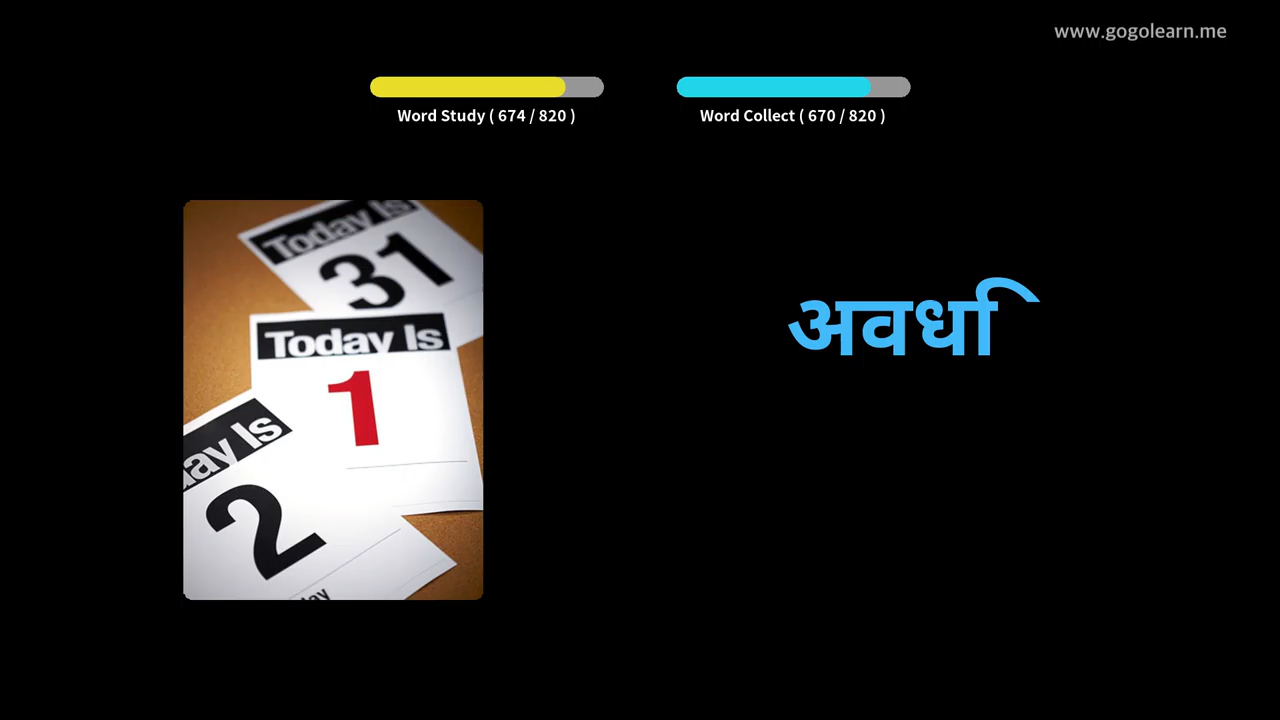 www.gogolearn.me
Word Study ( 674 / 820 )
Word Collect ( 670 / 820 )
Today Is
31
Today Is
1
ay Is
2
day
अवधि